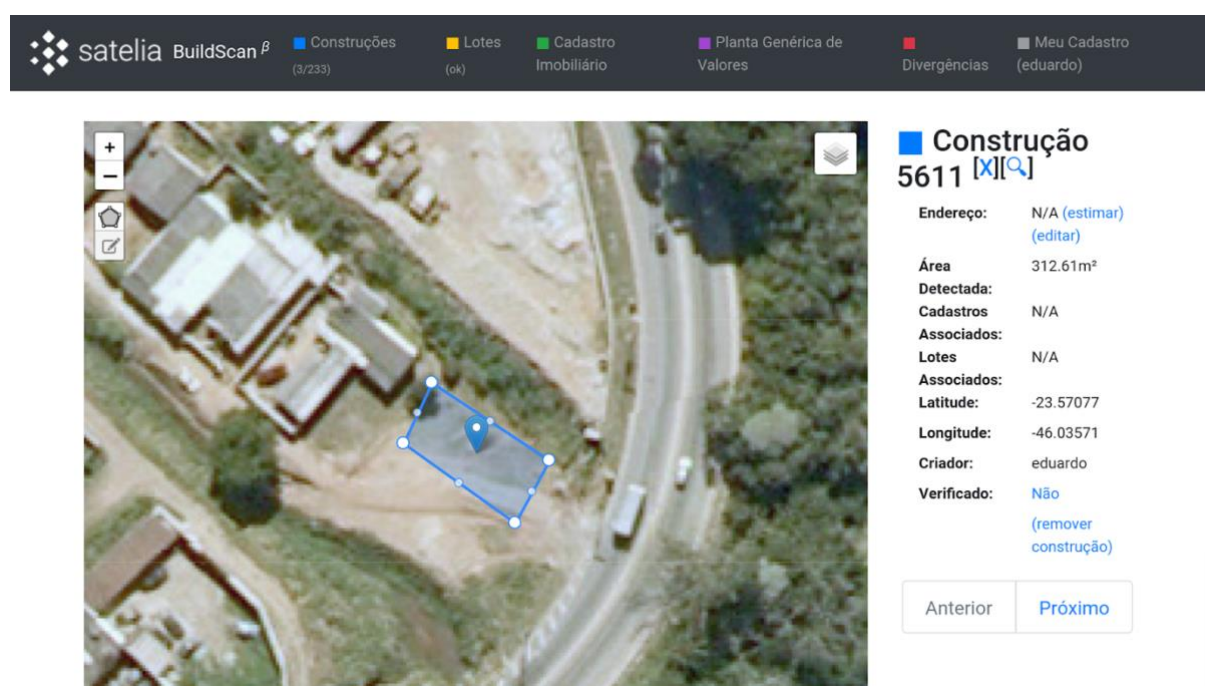 satelia BuildScan β
Construções
(3/233)
Lotes
(ok)
Cadastro
Imobiliário
Planta Genérica de
Valores
Divergências
Meu Cadastro
(eduardo)
+
−
Construção
5611 [X][🔍]
Endereço: N/A (estimar)
(editar)
Área 312.61m²
Detectada:
Cadastros N/A
Associados:
Lotes N/A
Associados:
Latitude: -23.57077
Longitude: -46.03571
Criador: eduardo
Verificado: Não
(remover
construção)
Anterior Próximo